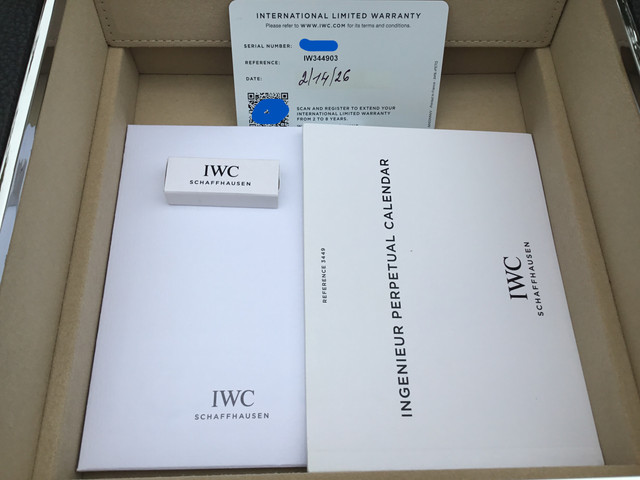 INTERNATIONAL LIMITED WARRANTY
Please refer to WWW.IWC.COM for its terms and conditions.
SERIAL NUMBER:
REFERENCE: IW344903
DATE: 2/14/26
SCAN AND REGISTER TO EXTEND YOUR
INTERNATIONAL LIMITED WARRANTY
FROM 2 TO 8 YEARS.
IWC
SCHAFFHAUSEN
IWC
SCHAFFHAUSEN
REFERENCE 3449
INGENIEUR PERPETUAL CALENDAR
IWC
SCHAFFHAUSEN